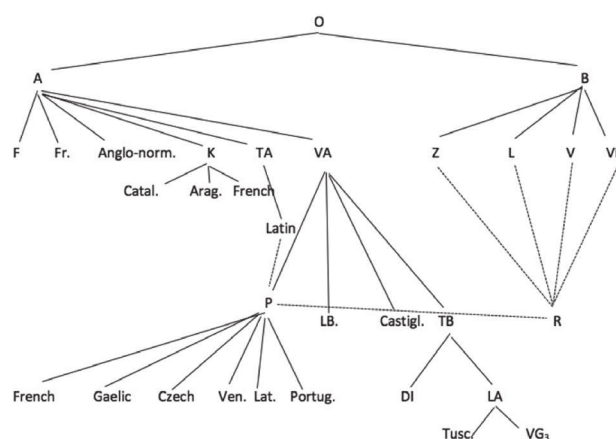 O
A B
F Fr. Anglo-norm. K TA VA Z L V
Catal. Arag. French
Latin
P LB. Castigl. TB R
French Gaelic Czech Ven. Lat. Portug. DI LA
Tusc. VG₃